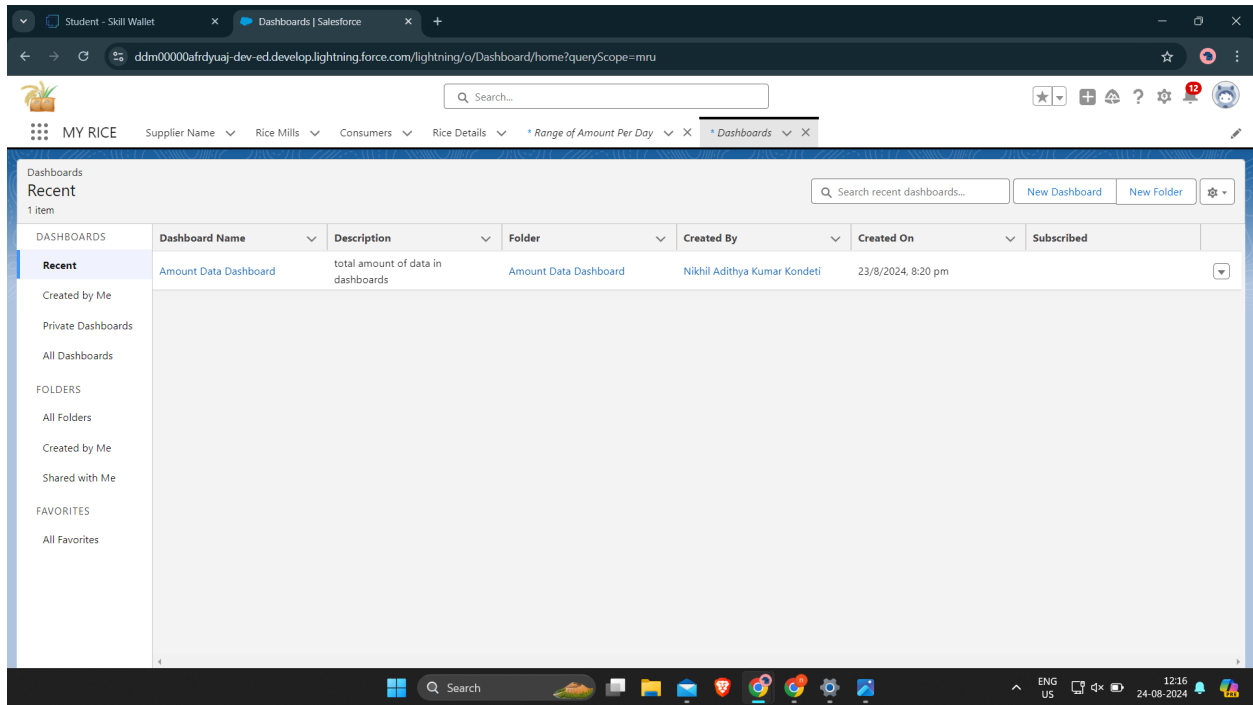 Student - Skill Wallet
Dashboards | Salesforce
ddm00000afrdyuaj-dev-ed.develop.lightning.force.com/lightning/o/Dashboard/home?queryScope=mru
Search...
12
MY RICE Supplier Name Rice Mills Consumers Rice Details * Range of Amount Per Day * Dashboards
Dashboards
Recent
1 item
Search recent dashboards...
New Dashboard
New Folder
DASHBOARDS
Recent
Created by Me
Private Dashboards
All Dashboards
FOLDERS
All Folders
Created by Me
Shared with Me
FAVORITES
All Favorites
Dashboard Name Description Folder Created By Created On Subscribed
Amount Data Dashboard
total amount of data in
dashboards
Amount Data Dashboard
Nikhil Adithya Kumar Kondeti
23/8/2024, 8:20 pm
Search
ENG
US
12:16
24-08-2024
PRE